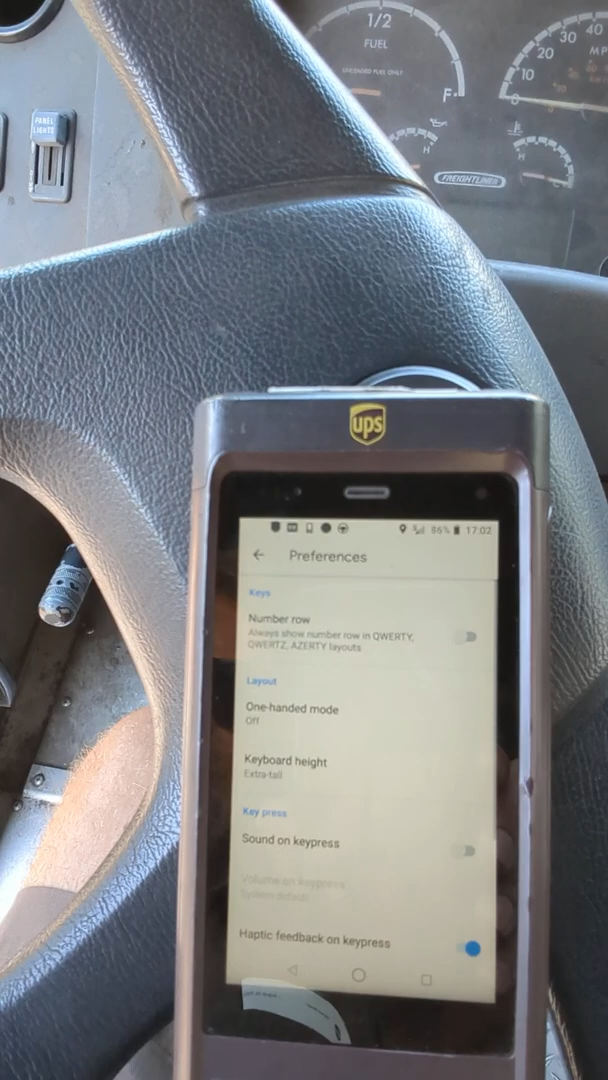 1/2
FUEL
UNLEADED FUEL ONLY
F
40
30
20
10
0
MP
H
H
PANEL
LIGHTS
FREIGHTLINER
ups
86% 17:02
Preferences
Keys
Number row
Always show number row in QWERTY,
QWERTZ, AZERTY layouts
Layout
One-handed mode
Off
Keyboard height
Extra-tall
Key press
Sound on keypress
Volume on keypress
System default
Haptic feedback on keypress